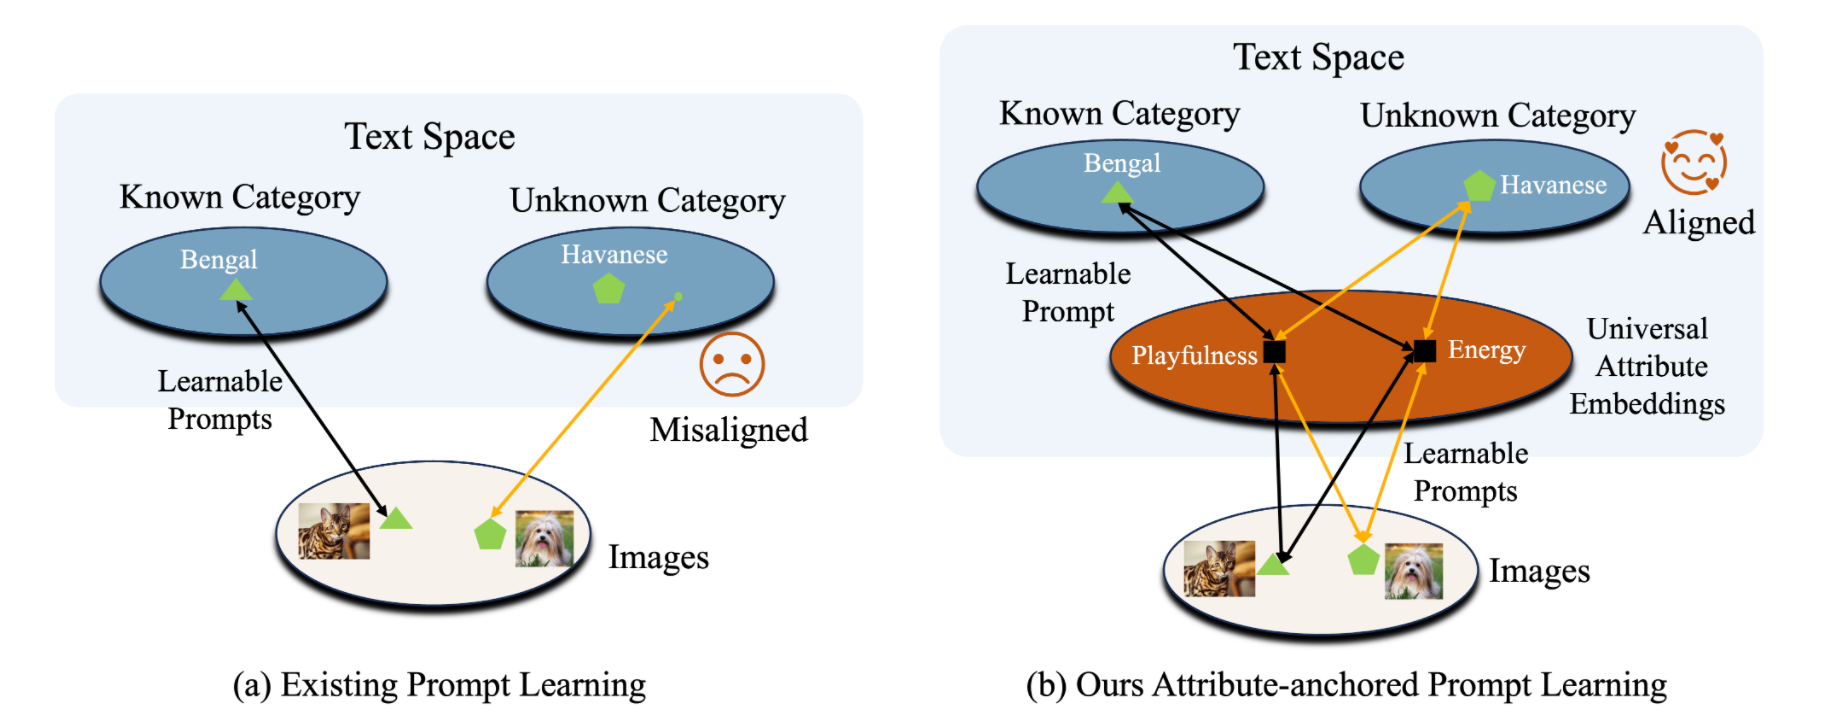 Text Space
Known Category
Unknown Category
Bengal
Havanese
Learnable
Prompts
Misaligned
Images
(a) Existing Prompt Learning
Text Space
Known Category
Unknown Category
Bengal
Havanese
Aligned
Learnable
Prompt
Playfulness
Energy
Universal
Attribute
Embeddings
Learnable
Prompts
Images
(b) Ours Attribute-anchored Prompt Learning